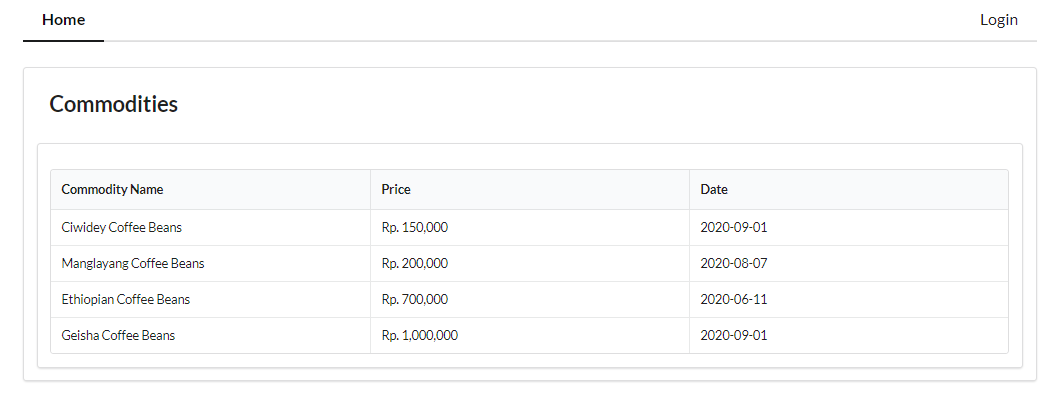 Home Login
Commodities
Commodity Name Price Date
Ciwidey Coffee Beans Rp. 150,000 2020-09-01
Manglayang Coffee Beans Rp. 200,000 2020-08-07
Ethiopian Coffee Beans Rp. 700,000 2020-06-11
Geisha Coffee Beans Rp. 1,000,000 2020-09-01